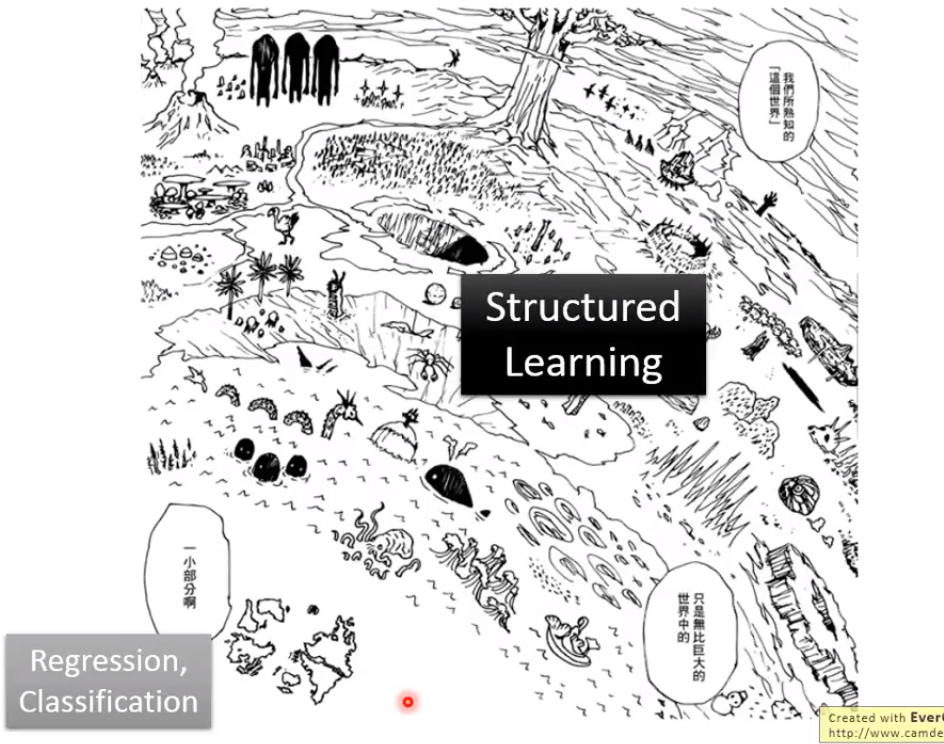 我們所熟知的
「這個世界」
Structured
Learning
只是無比巨大的
世界中的
一小部分啊
Regression,
Classification
Created with Ever
http://www.camde